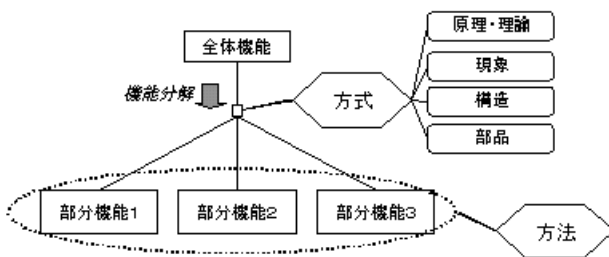 原理・理論
全体機能
現象
機能分解
方式
構造
部品
部分機能1
部分機能2
部分機能3
方法